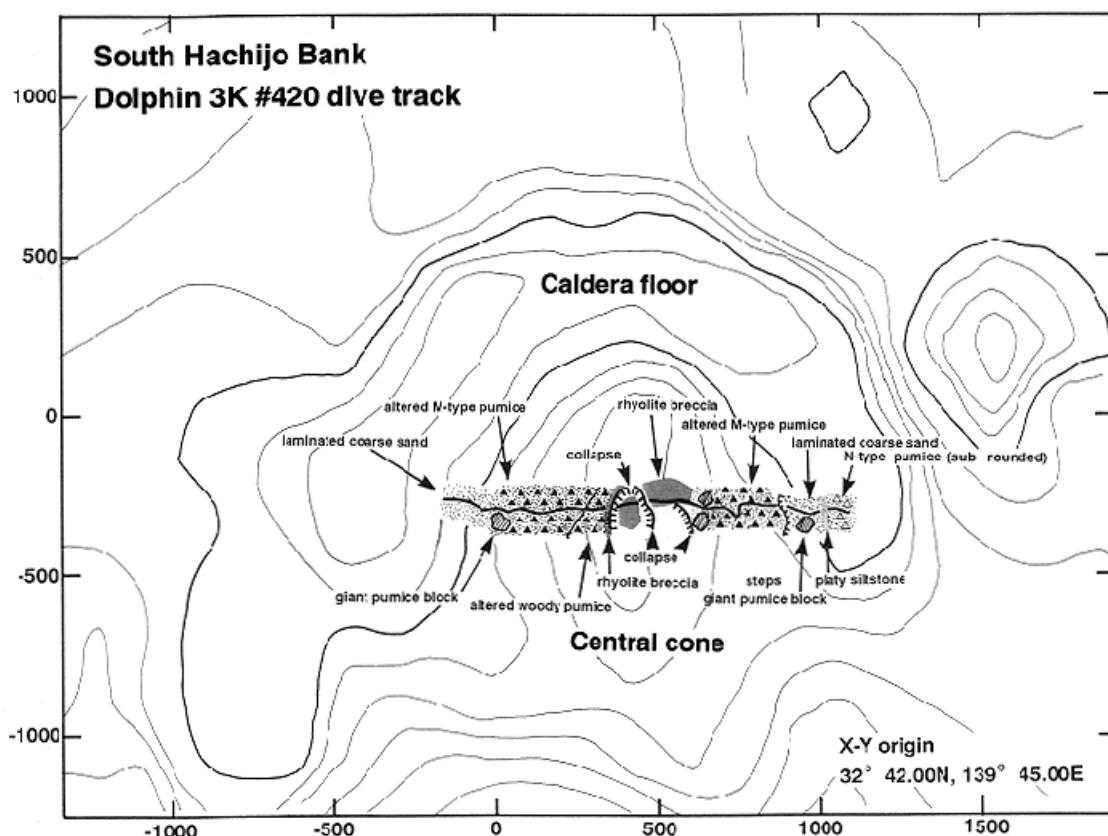 South Hachijo Bank
Dolphin 3K #420 dive track
1000
500
Caldera floor
0
altered M-type pumice
rhyolite breccia
altered M-type pumice
laminated coarse sand
laminated coarse sand
N-type pumice (sub rounded)
collapse
-500
collapse
giant pumice block
altered woody pumice
rhyolite breccia
steps
giant pumice block
platy siltstone
Central cone
-1000
X-Y origin
32° 42.00N, 139° 45.00E
-1000
-500
0
500
1000
1500